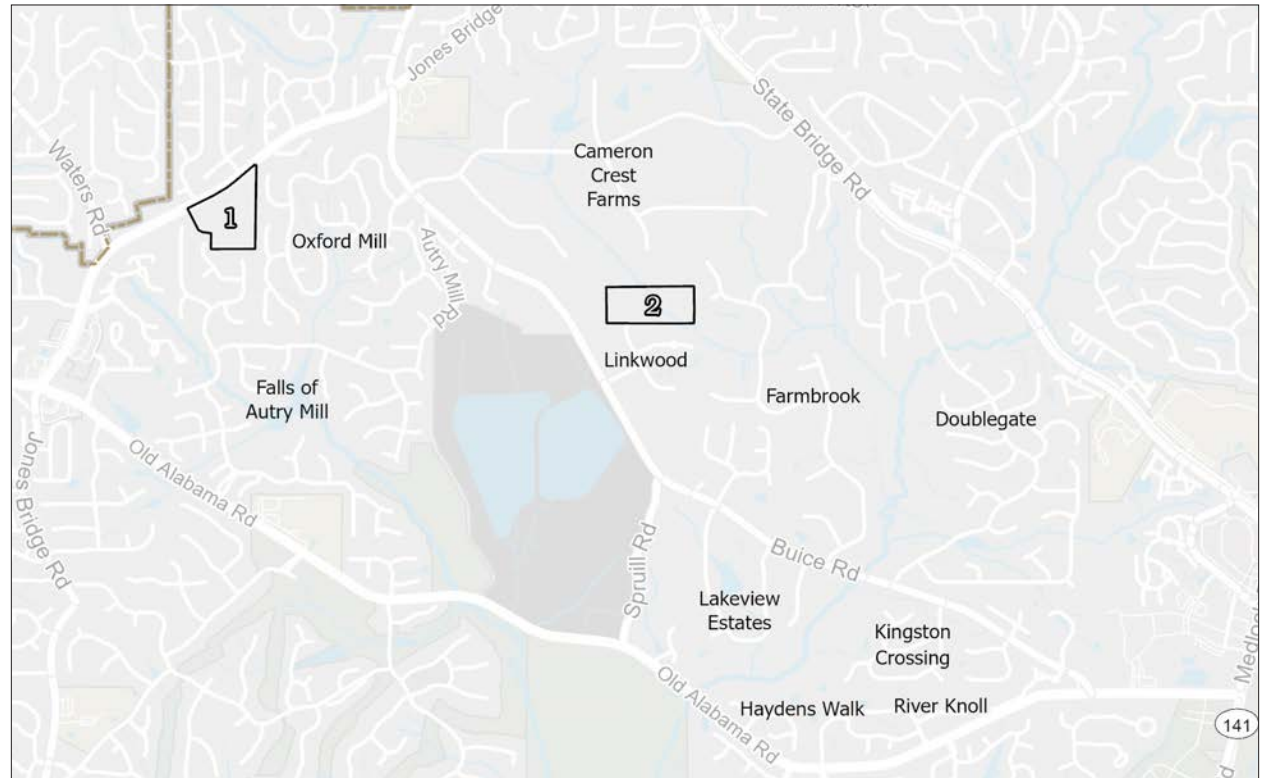 Jones Bridge
State Bridge Rd
Waters Rd
Cameron
Crest
Farms
1
Oxford Mill
Autry Mill
Rd
2
Linkwood
Falls of
Autry Mill
Farmbrook
Doublegate
Jones Bridge Rd
Old Alabama Rd
Spruill Rd
Buice Rd
Lakeview
Estates
Kingston
Crossing
Old Alabama Rd
Haydens Walk
River Knoll
141